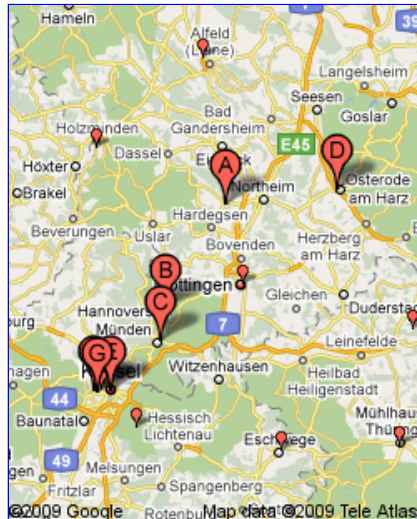 Hameln
7
39
Alfeld
(Leine)
Langelsheim
Seesen
Goslar
Bad
Gandersheim
Holzminden
E45
Dassel
Höxter
A
D
Brakel
Northeim
Osterode
am Harz
Hardegsen
Beverungen
Uslar
Herzberg
am Harz
Bovenden
B
Göttingen
Gleichen
Hannoversch
Münden
C
Duderstadt
7
Leinefelde
G
Witzenhausen
Heilbad
Heiligenstadt
44
Baunatal
Hessisch
Lichtenau
Mühlhausen
Eschwege
49
Melsungen
Spangenberg
Fritzlar
©2009 Google
Map data ©2009 Tele Atlas